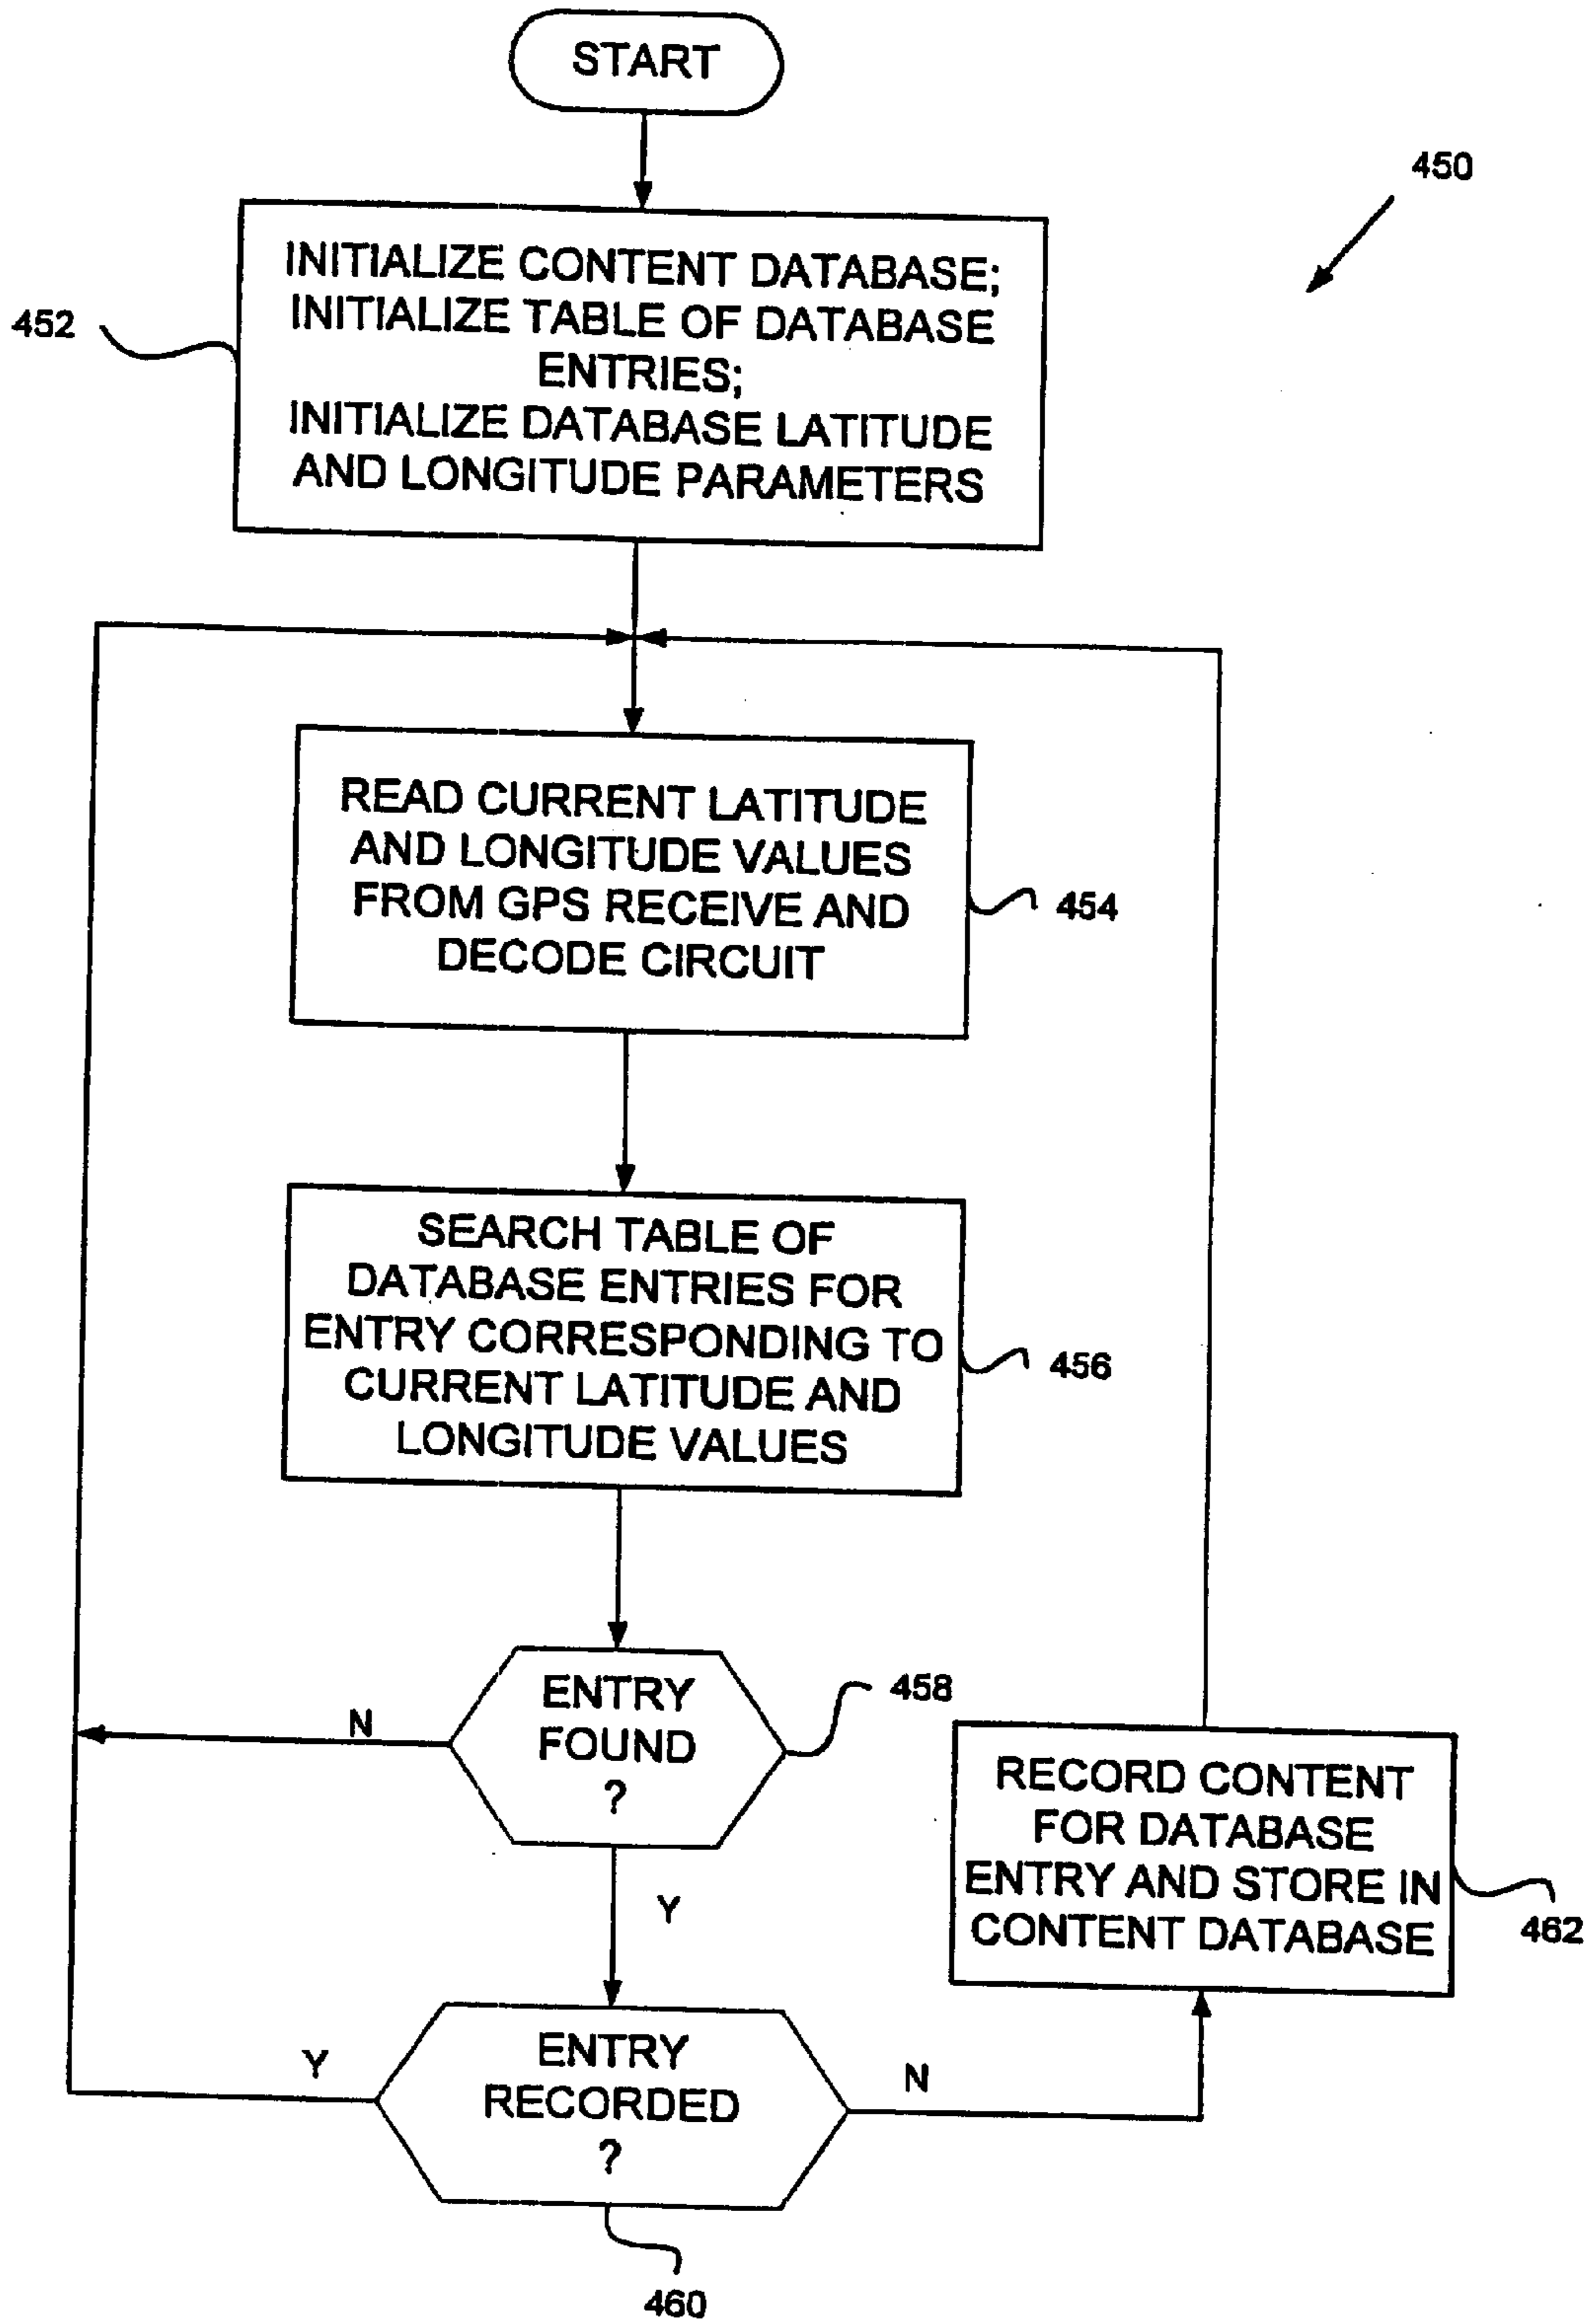 START
450
INITIALIZE CONTENT DATABASE;
INITIALIZE TABLE OF DATABASE
ENTRIES;
INITIALIZE DATABASE LATITUDE
AND LONGITUDE PARAMETERS
452
READ CURRENT LATITUDE
AND LONGITUDE VALUES
FROM GPS RECEIVE AND
DECODE CIRCUIT
454
SEARCH TABLE OF
DATABASE ENTRIES FOR
ENTRY CORRESPONDING TO
CURRENT LATITUDE AND
LONGITUDE VALUES
456
ENTRY
FOUND
?
458
N
Y
RECORD CONTENT
FOR DATABASE
ENTRY AND STORE IN
CONTENT DATABASE
462
ENTRY
RECORDED
?
Y
N
460